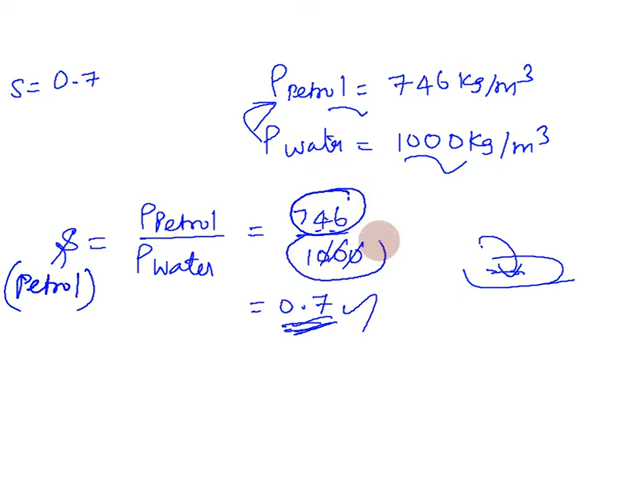 S = 0.7
ρPetrol = 746 kg/m³
ρwater = 1000 kg/m³
S (Petrol) = ρPetrol / ρwater = 746 / 1000
= 0.7